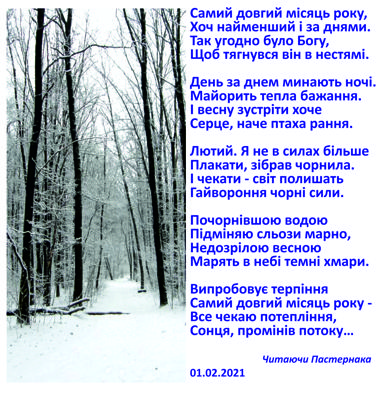 Самий довгий місяць року,
Хоч найменший і за днями.
Так угодно було Богу,
Щоб тягнувся він в нестямі.
День за днем минають ночі.
Майорить тепла бажання.
І весну зустріти хоче
Серце, наче птаха рання.
Лютий. Я не в силах більше
Плакати, зібрав чорнила.
І чекати - світ полишать
Гайвороння чорні сили.
Почорнівшою водою
Підміняю сльози марно,
Недозрілою весною
Марять в небі темні хмари.
Випробовує терпіння
Самий довгий місяць року -
Все чекаю потепління,
Сонця, промінів потоку...
Читаючи Пастернака
01.02.2021